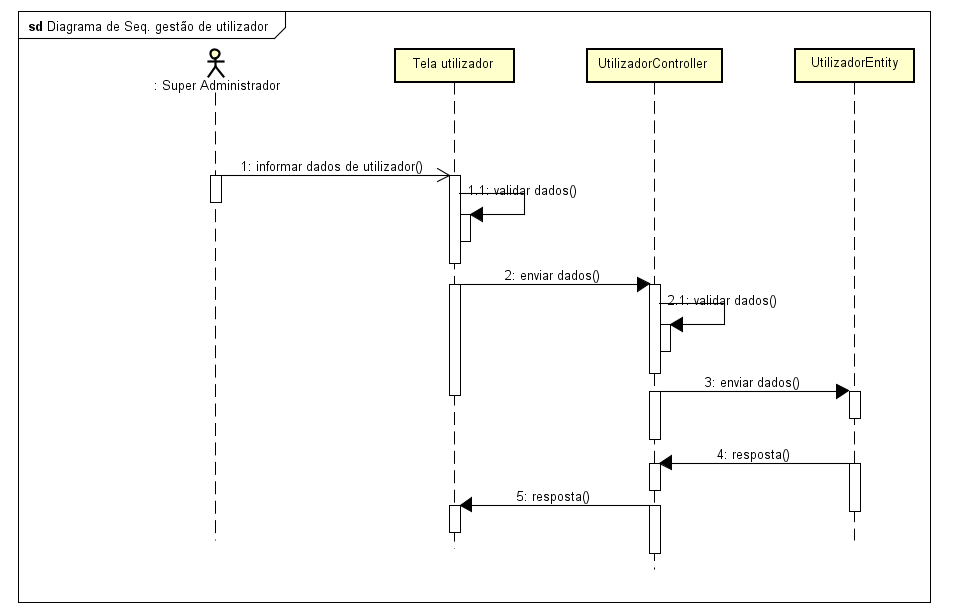 sd Diagrama de Seq. gestão de utilizador
: Super Administrador
Tela utilizador
UtilizadorController
UtilizadorEntity
1: informar dados de utilizador()
1.1: validar dados()
2: enviar dados()
2.1: validar dados()
3: enviar dados()
4: resposta()
5: resposta()